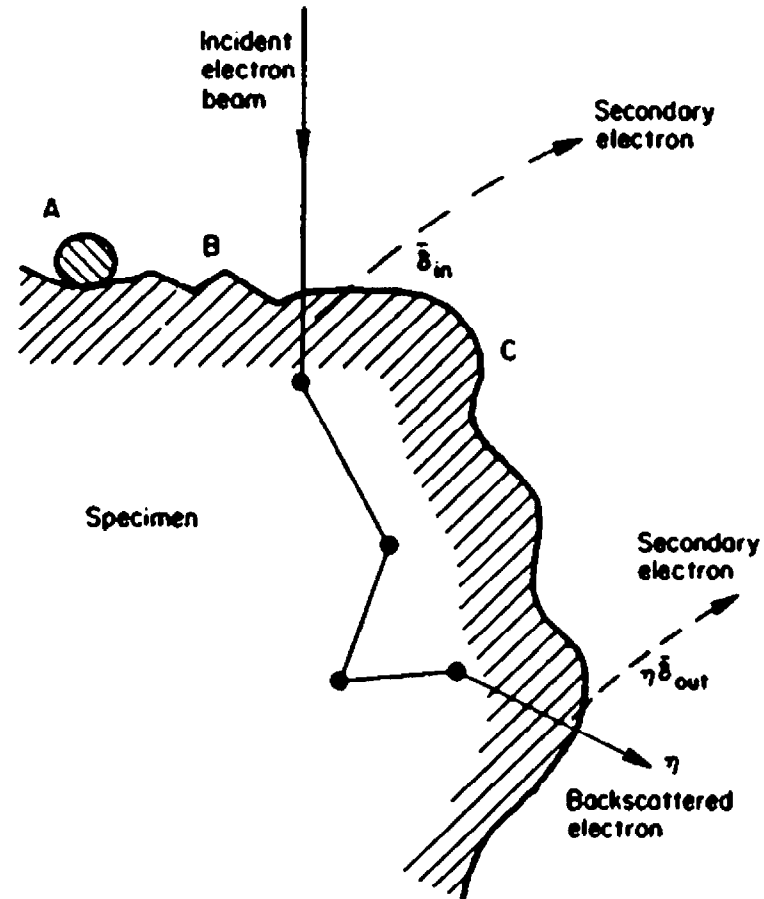 Incident
electron
beam
Secondary
electron
A
B
δ̄in
C
Specimen
Secondary
electron
ηδ̄out
η
Backscattered
electron